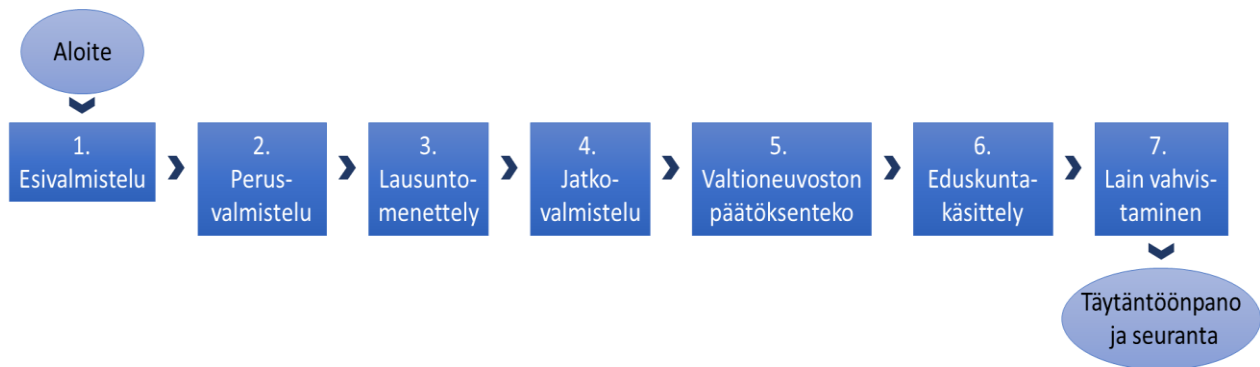 Aloite
1.
Esivalmistelu
2.
Perus-
valmistelu
3.
Lausunto-
menettely
4.
Jatko-
valmistelu
5.
Valtioneuvoston
päätöksenteko
6.
Eduskunta-
käsittely
7.
Lain vahvis-
taminen
Täytäntöönpano
ja seuranta